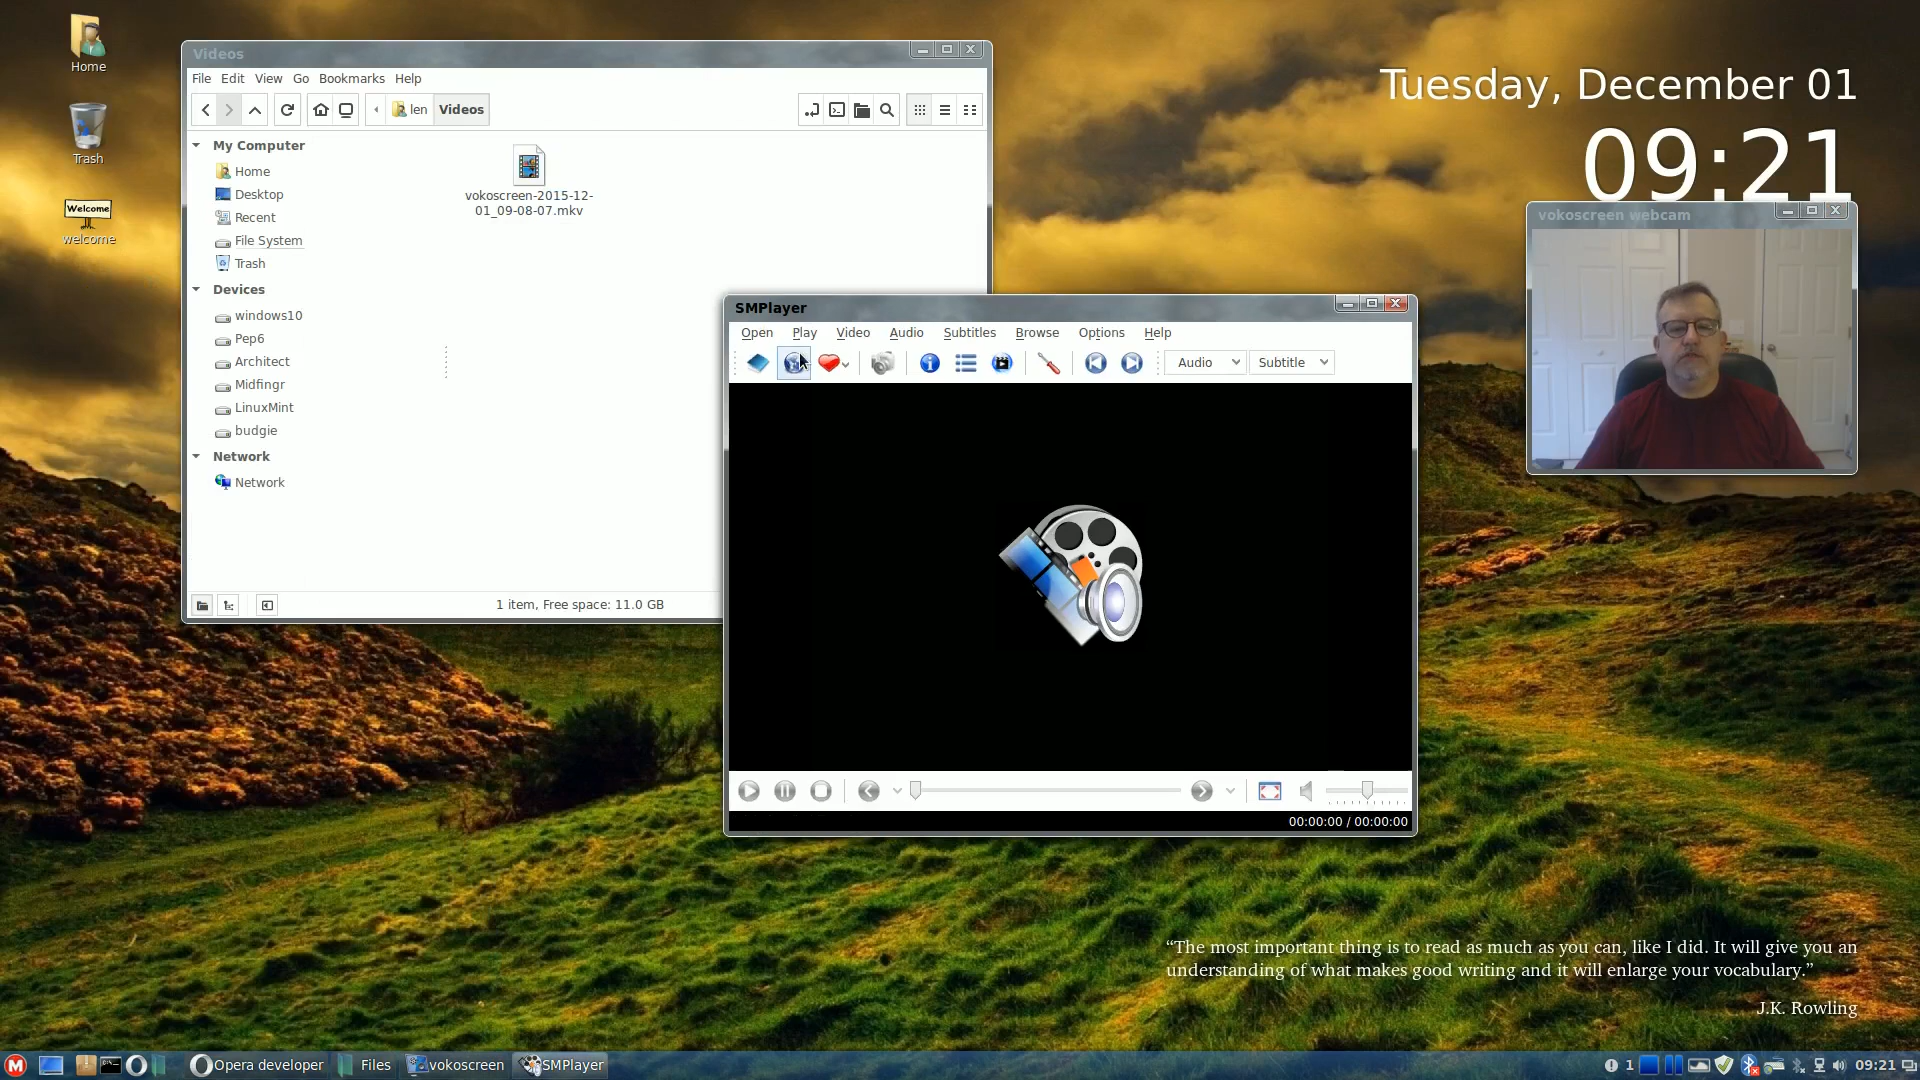 Home
Trash
Welcome
welcome
Videos
File Edit View Go Bookmarks Help
len Videos
My Computer
Home
Desktop
Recent
File System
Trash
Devices
windows10
Pep6
Architect
Midfingr
LinuxMint
budgie
Network
Network
vokoscreen-2015-12-
01_09-08-07.mkv
1 item, Free space: 11.0 GB
SMPlayer
Open Play Video Audio Subtitles Browse Options Help
Audio Subtitle
00:00:00 / 00:00:00
Tuesday, December 01
09:21
vokoscreen webcam
“The most important thing is to read as much as you can, like I did. It will give you an
understanding of what makes good writing and it will enlarge your vocabulary.”
J.K. Rowling
M Opera developer Files vokoscreen SMPlayer 1 09:21